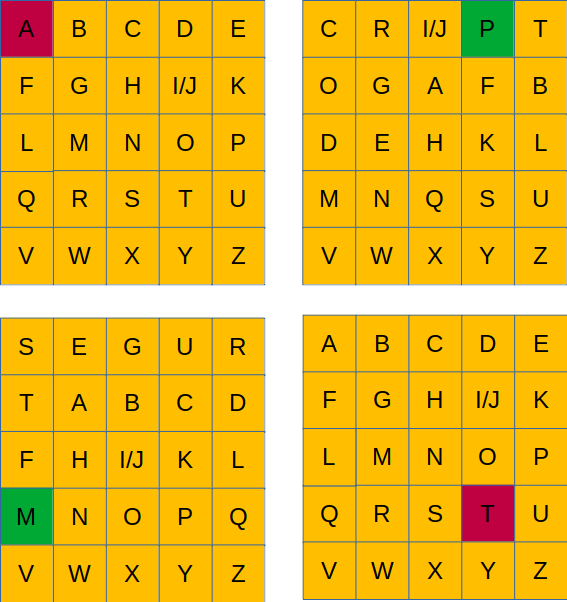 A B C D E C R I/J P T
F G H I/J K O G A F B
L M N O P D E H K L
Q R S T U M N Q S U
V W X Y Z V W X Y Z
S E G U R A B C D E
T A B C D F G H I/J K
F H I/J K L L M N O P
M N O P Q Q R S T U
V W X Y Z V W X Y Z